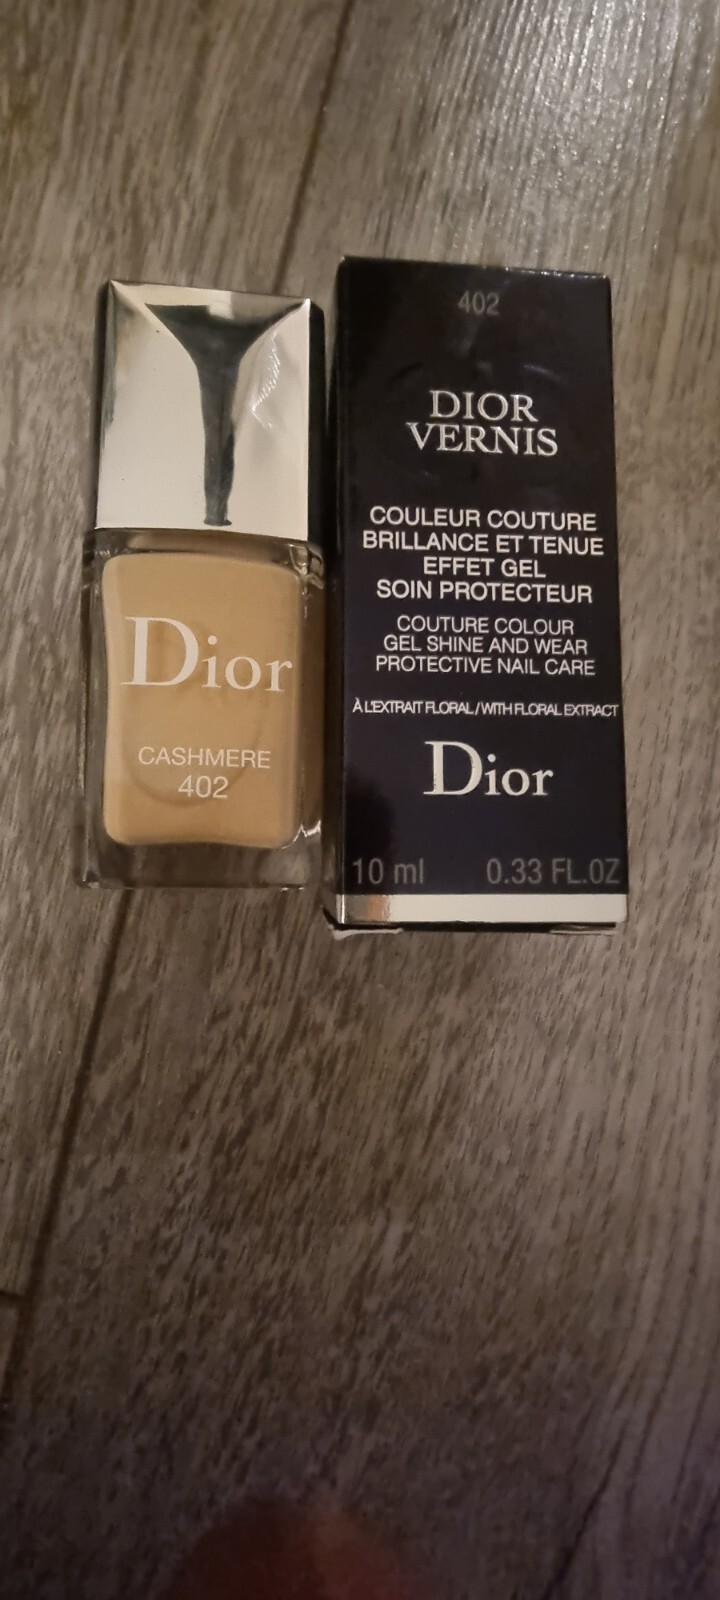 Dior
CASHMERE
402
402
DIOR
VERNIS
COULEUR COUTURE
BRILLANCE ET TENUE
EFFET GEL
SOIN PROTECTEUR
COUTURE COLOUR
GEL SHINE AND WEAR
PROTECTIVE NAIL CARE
À L'EXTRAIT FLORAL / WITH FLORAL EXTRACT
Dior
10 ml 0.33 FL.OZ